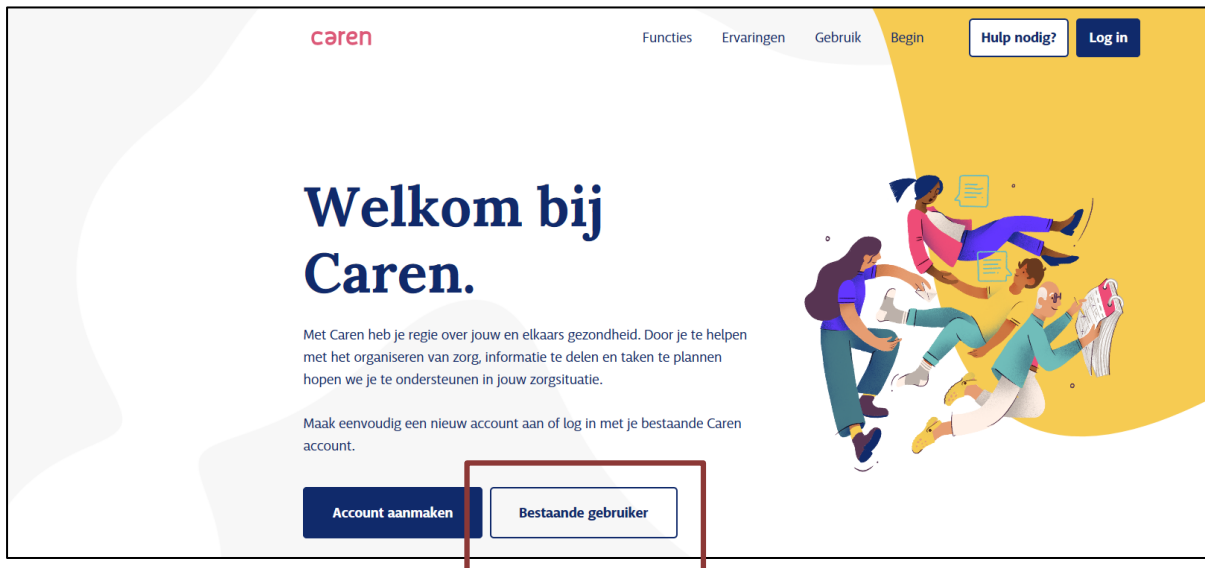 caren
Functies
Ervaringen
Gebruik
Begin
Hulp nodig?
Log in
Welkom bij
Caren.
Met Caren heb je regie over jouw en elkaars gezondheid. Door je te helpen
met het organiseren van zorg, informatie te delen en taken te plannen
hopen we je te ondersteunen in jouw zorgsituatie.
Maak eenvoudig een nieuw account aan of log in met je bestaande Caren
account.
Account aanmaken
Bestaande gebruiker